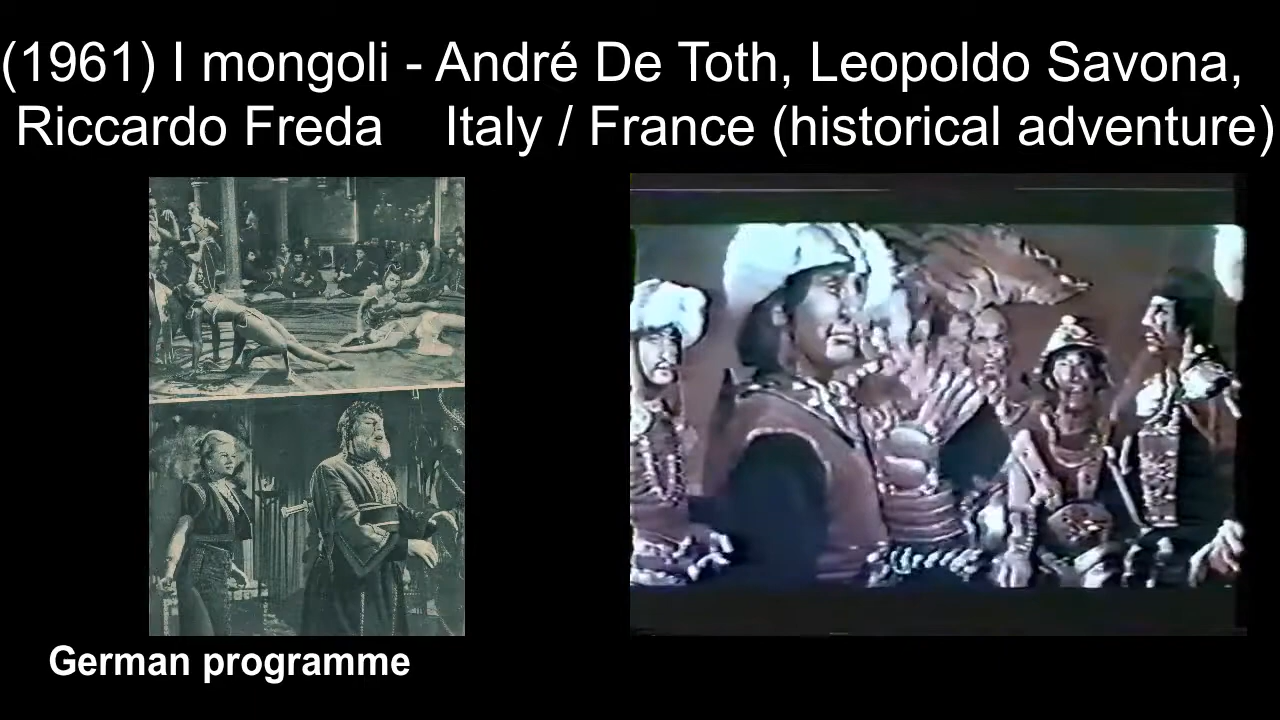 (1961) I mongoli - André De Toth, Leopoldo Savona,
Riccardo Freda Italy / France (historical adventure)
German programme